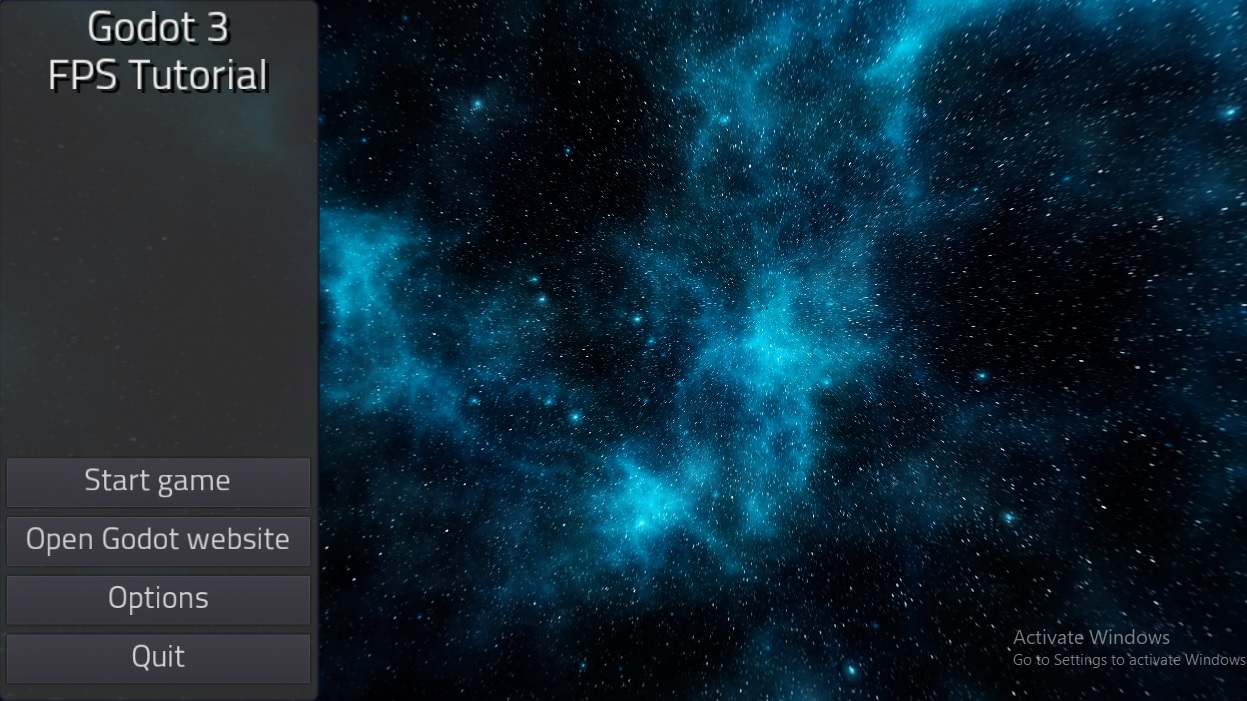 Godot 3
FPS Tutorial
Start game
Open Godot website
Options
Quit
Activate Windows
Go to Settings to activate Windows